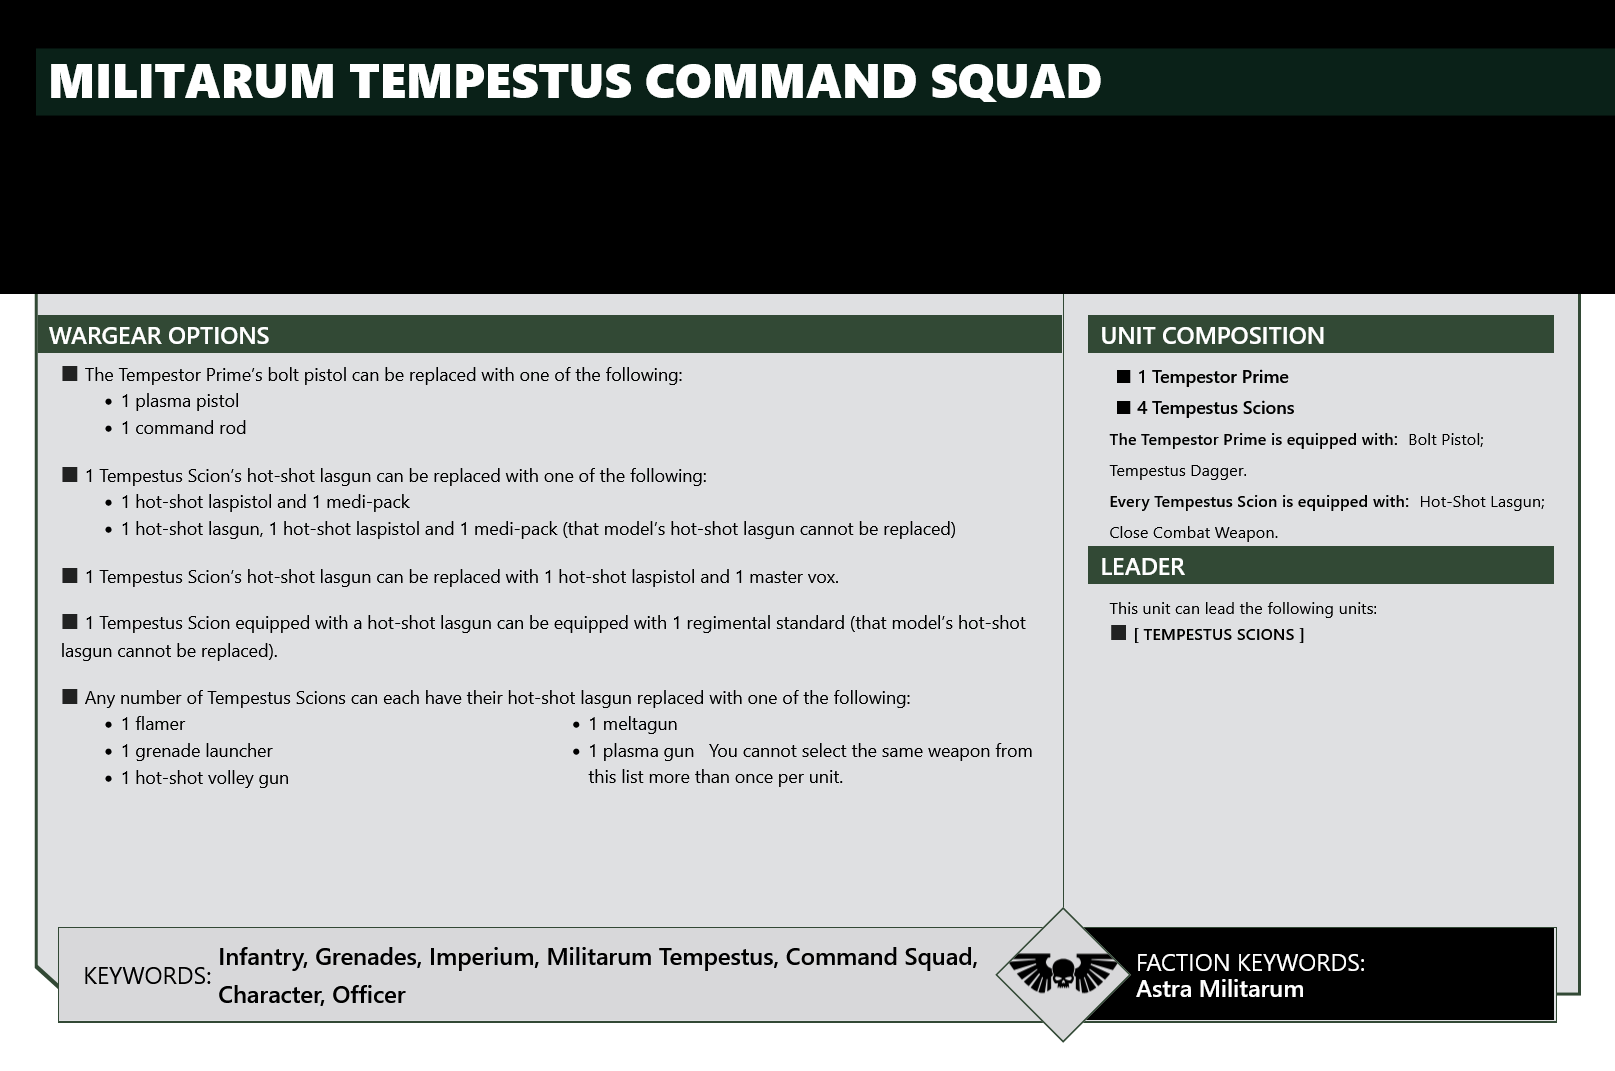 MILITARUM TEMPESTUS COMMAND SQUAD
WARGEAR OPTIONS
■ The Tempestor Prime’s bolt pistol can be replaced with one of the following:
• 1 plasma pistol
• 1 command rod
■ 1 Tempestus Scion’s hot-shot lasgun can be replaced with one of the following:
• 1 hot-shot laspistol and 1 medi-pack
• 1 hot-shot lasgun, 1 hot-shot laspistol and 1 medi-pack (that model’s hot-shot lasgun cannot be replaced)
■ 1 Tempestus Scion’s hot-shot lasgun can be replaced with 1 hot-shot laspistol and 1 master vox.
■ 1 Tempestus Scion equipped with a hot-shot lasgun can be equipped with 1 regimental standard (that model’s hot-shot
lasgun cannot be replaced).
■ Any number of Tempestus Scions can each have their hot-shot lasgun replaced with one of the following:
• 1 flamer
• 1 grenade launcher
• 1 hot-shot volley gun
• 1 meltagun
• 1 plasma gun You cannot select the same weapon from
this list more than once per unit.
UNIT COMPOSITION
■ 1 Tempestor Prime
■ 4 Tempestus Scions
The Tempestor Prime is equipped with: Bolt Pistol;
Tempestus Dagger.
Every Tempestus Scion is equipped with: Hot-Shot Lasgun;
Close Combat Weapon.
LEADER
This unit can lead the following units:
■ [ TEMPESTUS SCIONS ]
KEYWORDS:
Infantry, Grenades, Imperium, Militarum Tempestus, Command Squad,
Character, Officer
FACTION KEYWORDS:
Astra Militarum